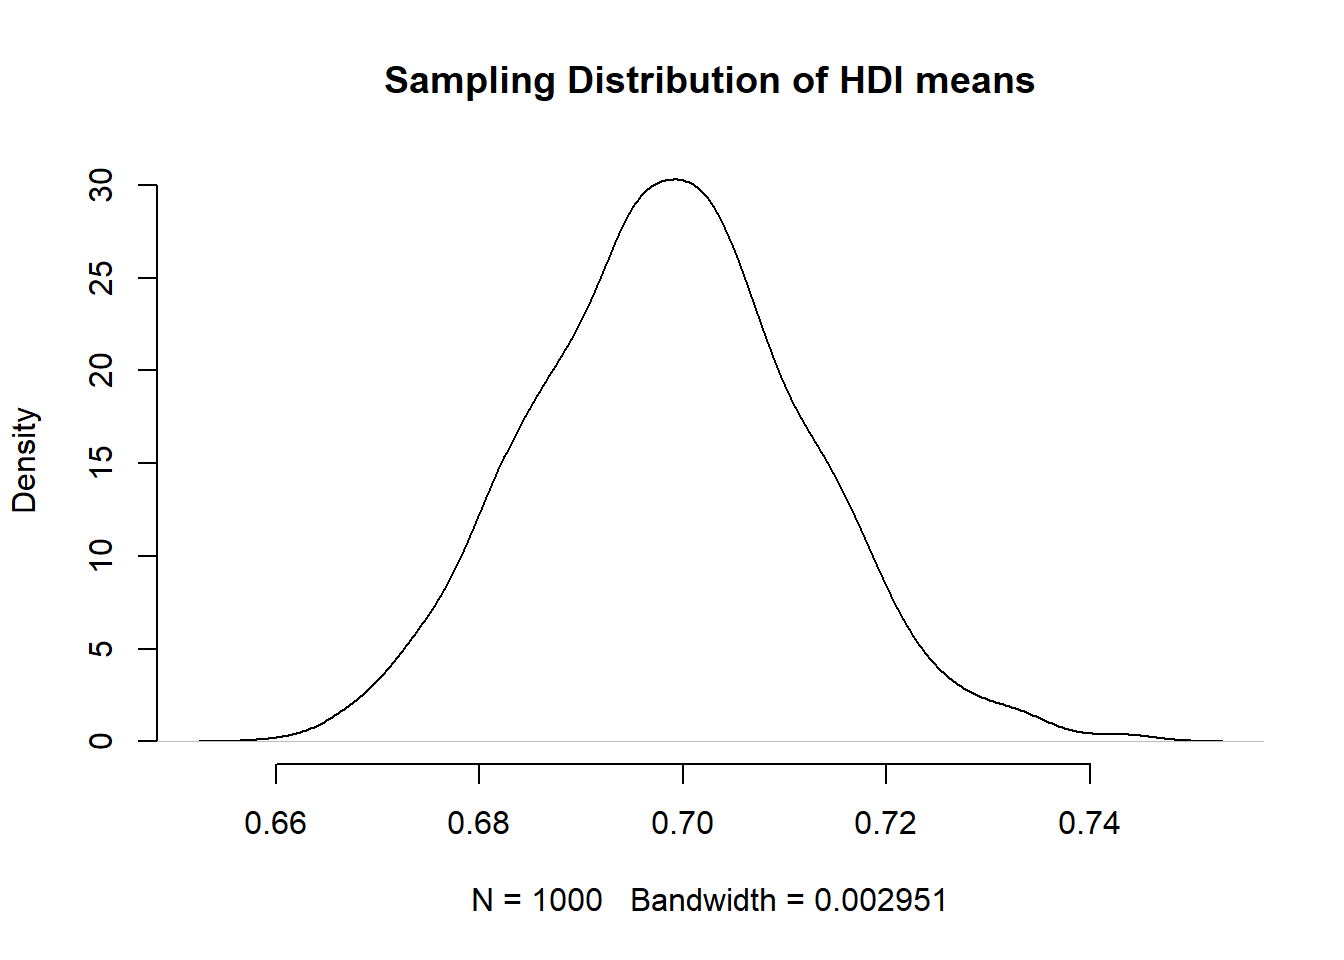 Sampling Distribution of HDI means
30
25
20
15
10
5
0
Density
0.66 0.68 0.70 0.72 0.74
N = 1000 Bandwidth = 0.002951